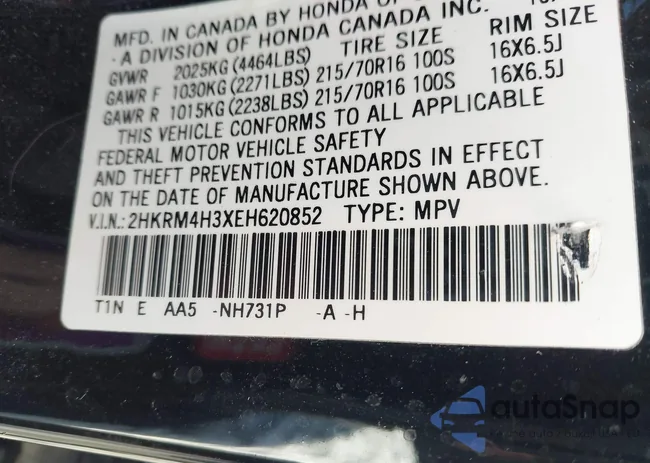 MFD. IN CANADA BY HONDA OF
· A DIVISION OF HONDA CANADA INC.
GVWR 2025KG(4464LBS) TIRE SIZE RIM SIZE
GAWR F 1030KG(2271LBS) 215/70R16 100S 16X6.5J
GAWR R 1015KG(2238LBS) 215/70R16 100S 16X6.5J
THIS VEHICLE CONFORMS TO ALL APPLICABLE
FEDERAL MOTOR VEHICLE SAFETY
AND THEFT PREVENTION STANDARDS IN EFFECT
ON THE DATE OF MANUFACTURE SHOWN ABOVE.
V.I.N.: 2HKRM4H3XEH620852 TYPE: MPV
T1N E AA5 -NH731P -A -H
autoSnap